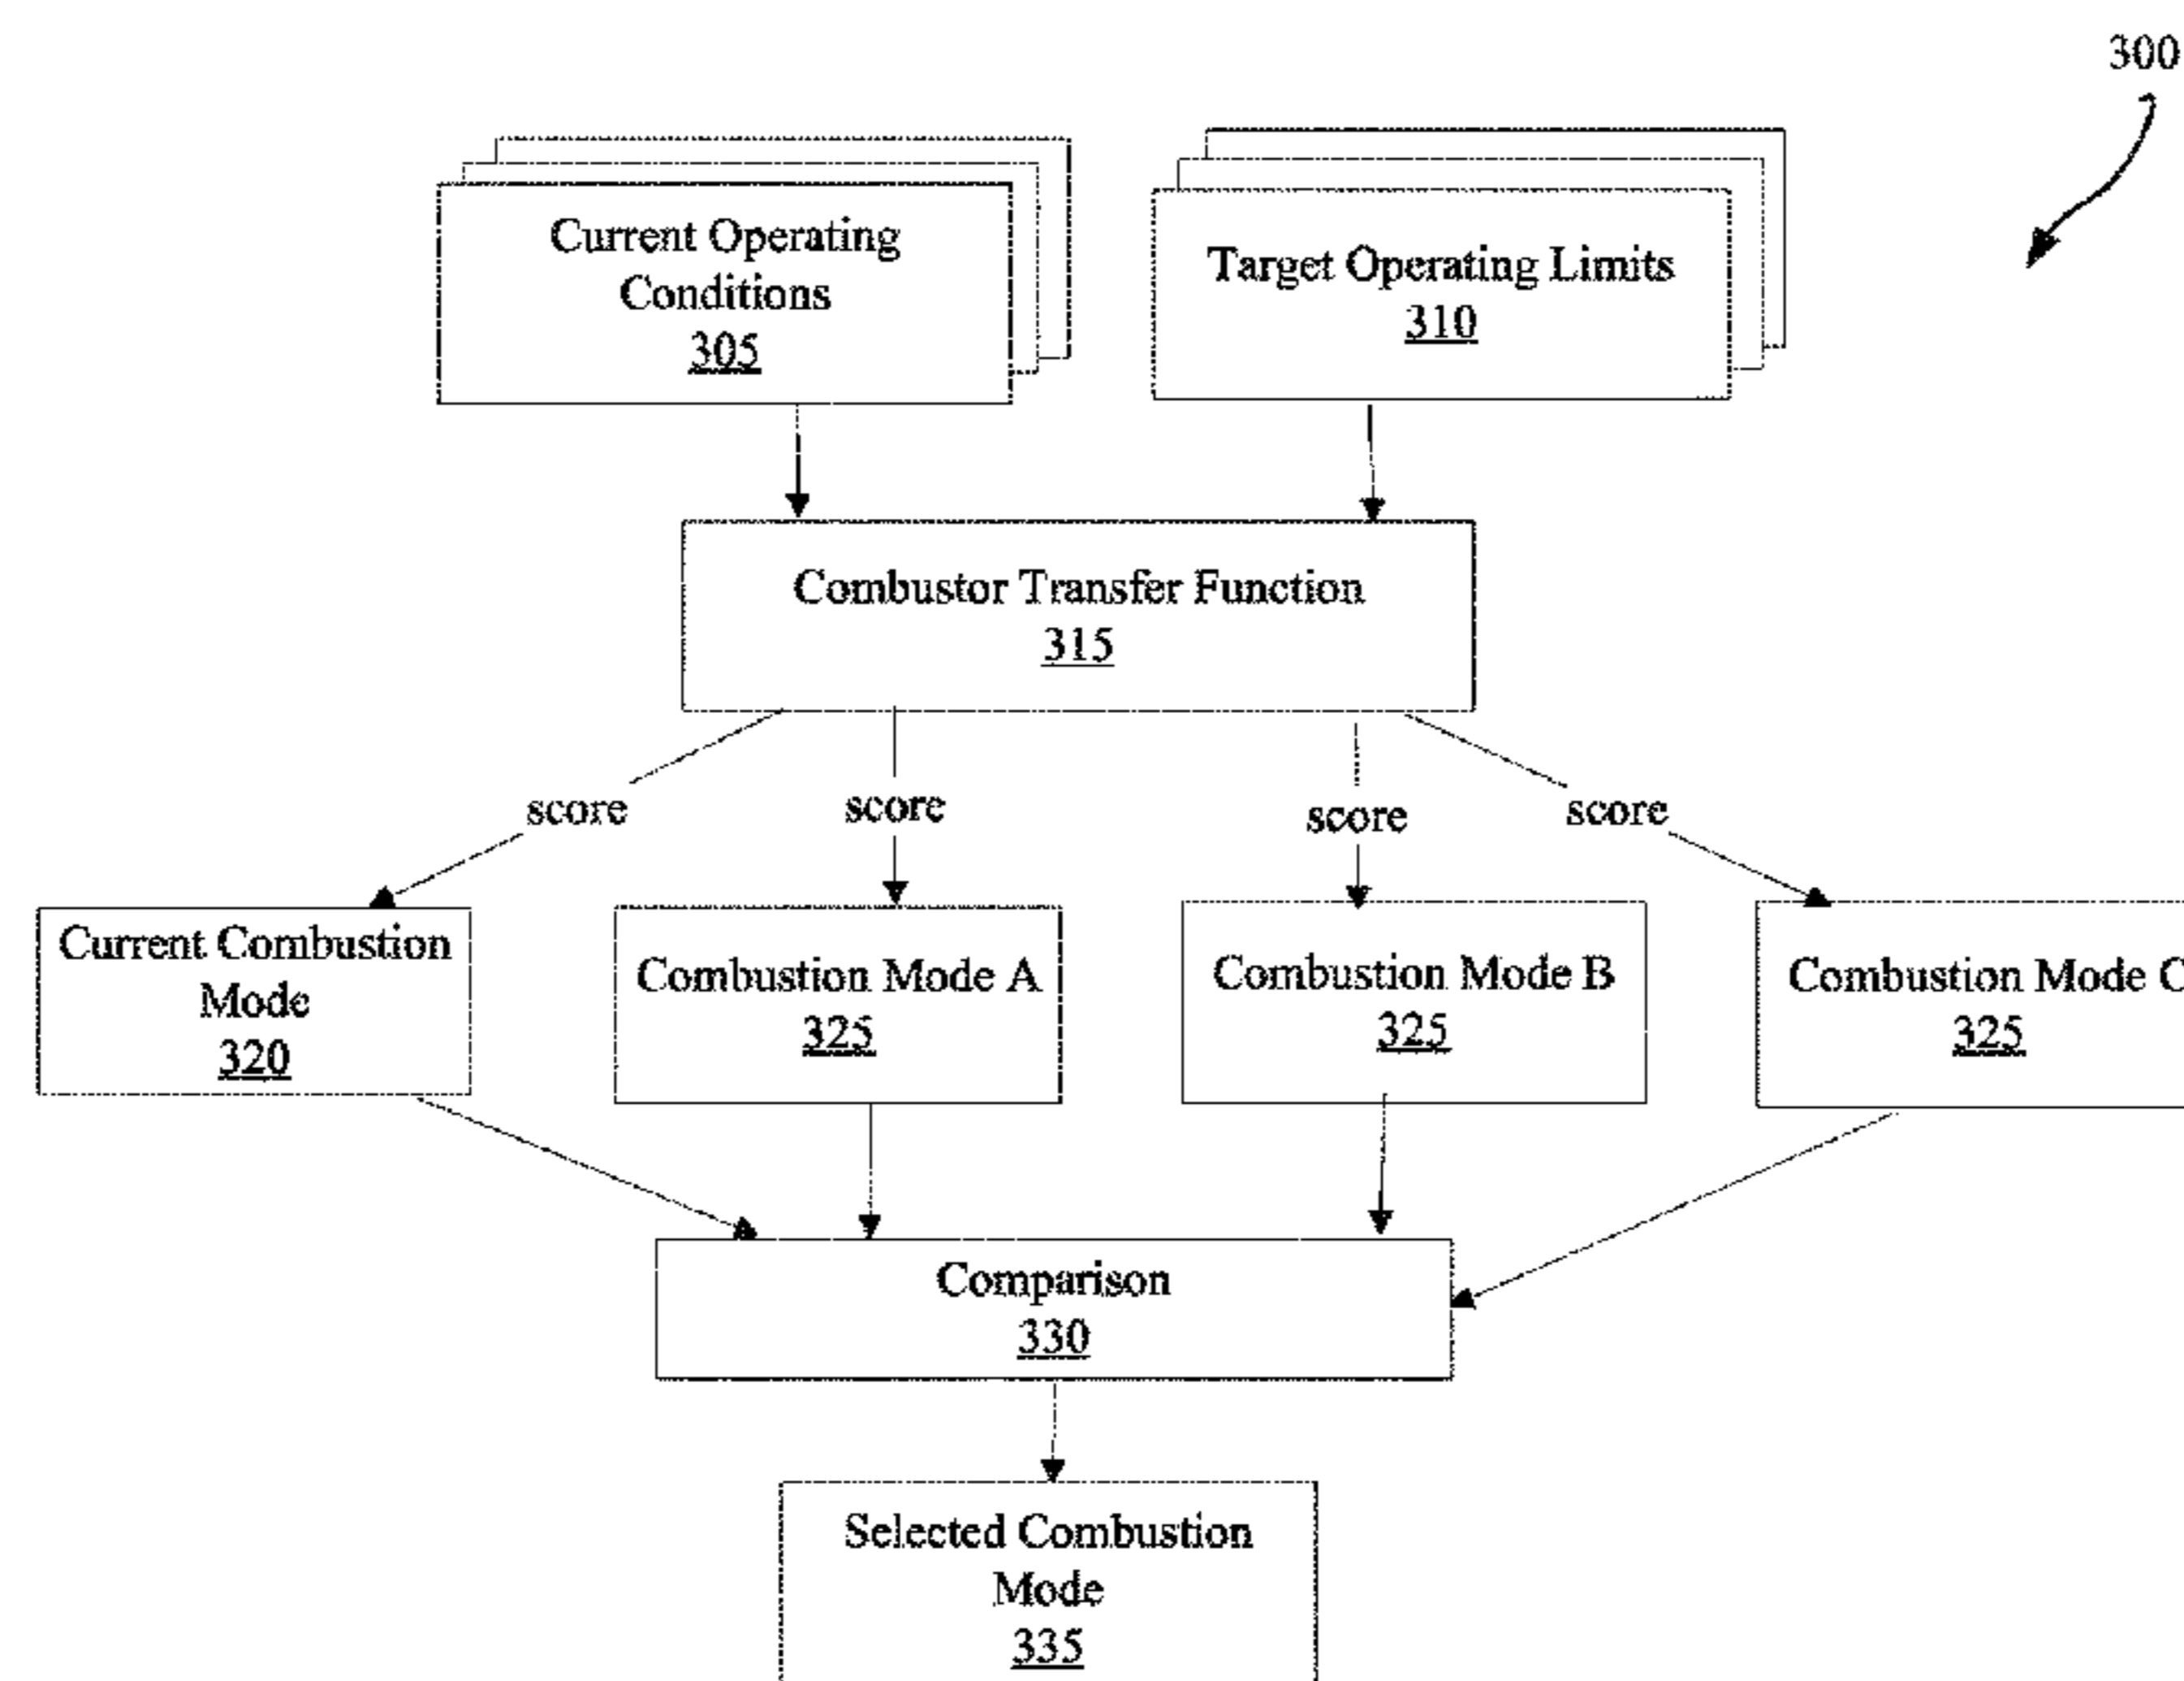 300
Current Operating
Conditions
305
Target Operating Limits
310
Combustor Transfer Function
315
score
score
score
score
Current Combustion
Mode
320
Combustion Mode A
325
Combustion Mode B
325
Combustion Mode C
325
Comparison
330
Selected Combustion
Mode
335